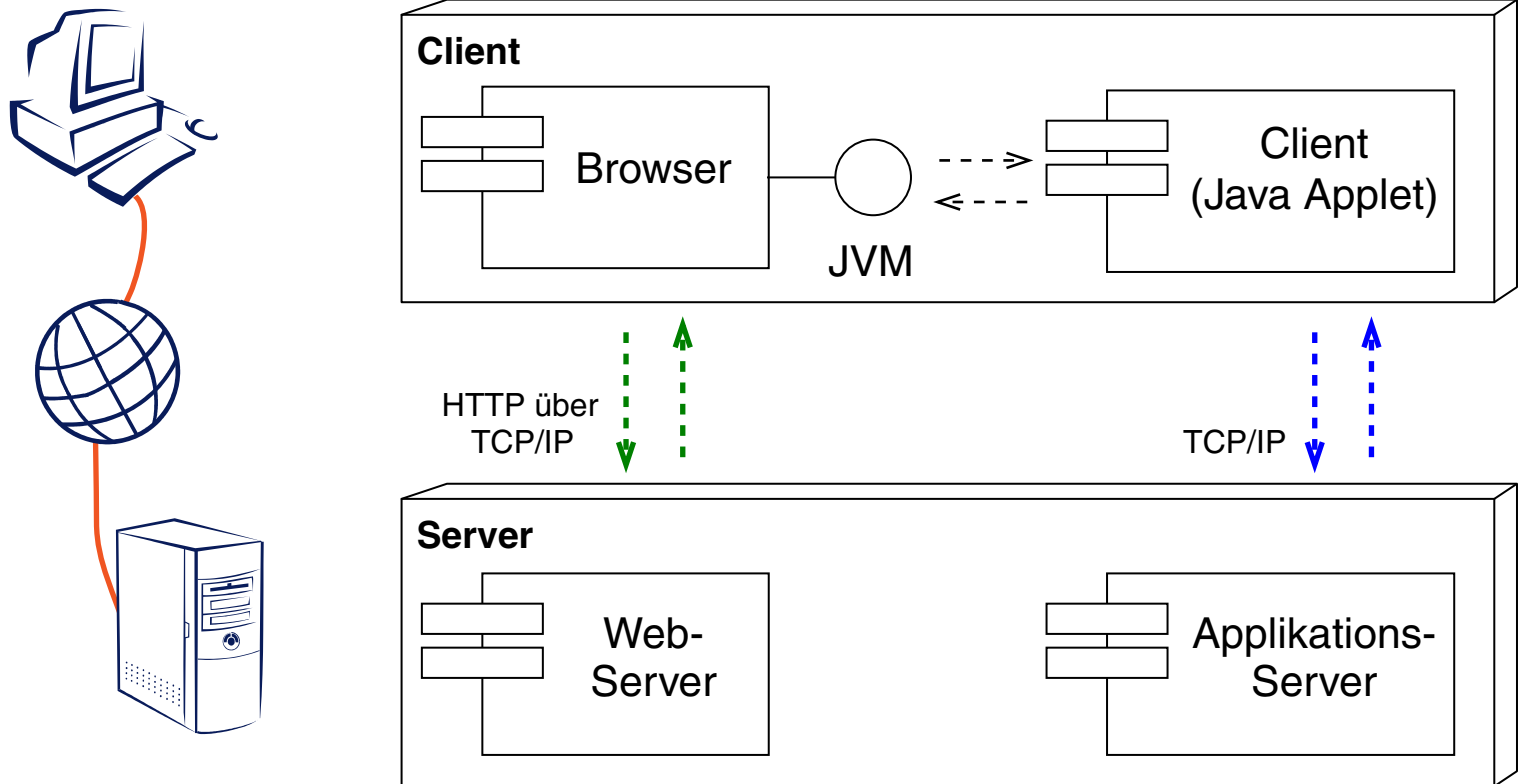 Client
Browser
JVM
Client
(Java Applet)
HTTP über
TCP/IP
TCP/IP
Server
Web-
Server
Applikations-
Server